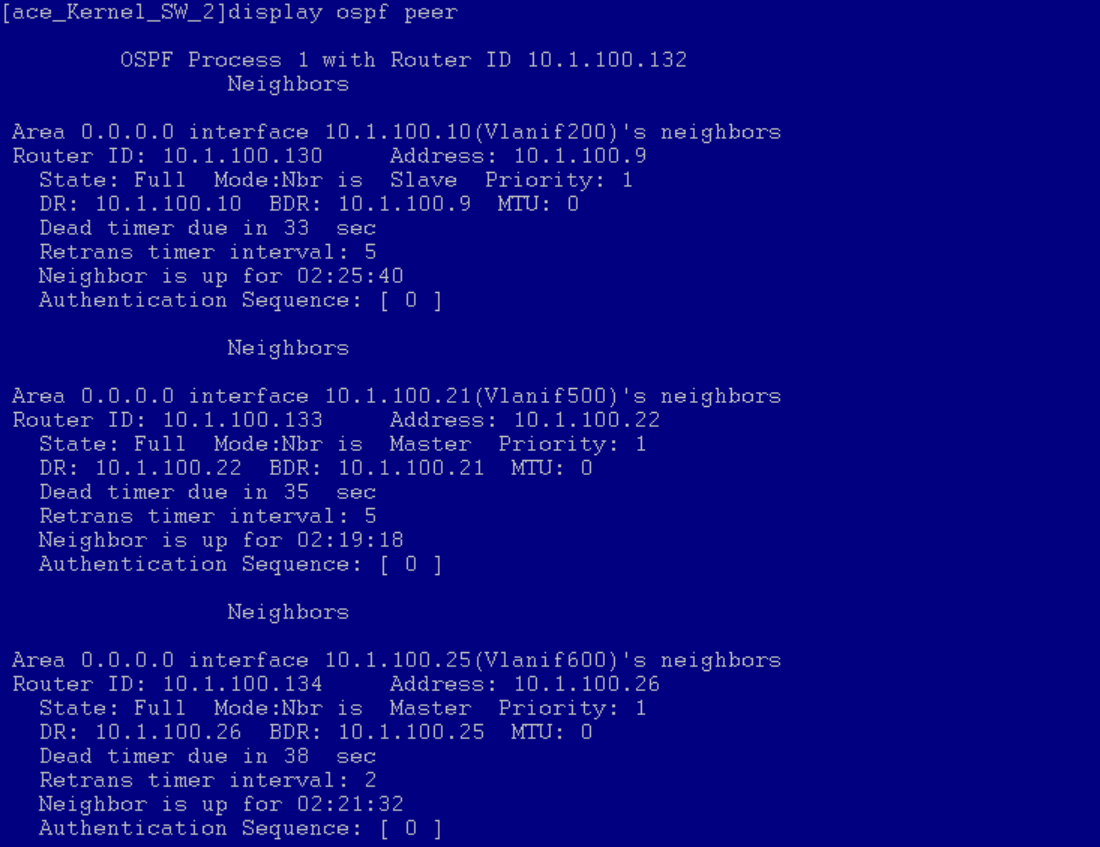 [ace_Kernel_SW_2]display ospf peer
OSPF Process 1 with Router ID 10.1.100.132
Neighbors
Area 0.0.0.0 interface 10.1.100.10(Vlanif200)'s neighbors
Router ID: 10.1.100.130 Address: 10.1.100.9
State: Full Mode:Nbr is Slave Priority: 1
DR: 10.1.100.10 BDR: 10.1.100.9 MTU: 0
Dead timer due in 33 sec
Retrans timer interval: 5
Neighbor is up for 02:25:40
Authentication Sequence: [ 0 ]
Neighbors
Area 0.0.0.0 interface 10.1.100.21(Vlanif500)'s neighbors
Router ID: 10.1.100.133 Address: 10.1.100.22
State: Full Mode:Nbr is Master Priority: 1
DR: 10.1.100.22 BDR: 10.1.100.21 MTU: 0
Dead timer due in 35 sec
Retrans timer interval: 5
Neighbor is up for 02:19:18
Authentication Sequence: [ 0 ]
Neighbors
Area 0.0.0.0 interface 10.1.100.25(Vlanif600)'s neighbors
Router ID: 10.1.100.134 Address: 10.1.100.26
State: Full Mode:Nbr is Master Priority: 1
DR: 10.1.100.26 BDR: 10.1.100.25 MTU: 0
Dead timer due in 38 sec
Retrans timer interval: 2
Neighbor is up for 02:21:32
Authentication Sequence: [ 0 ]